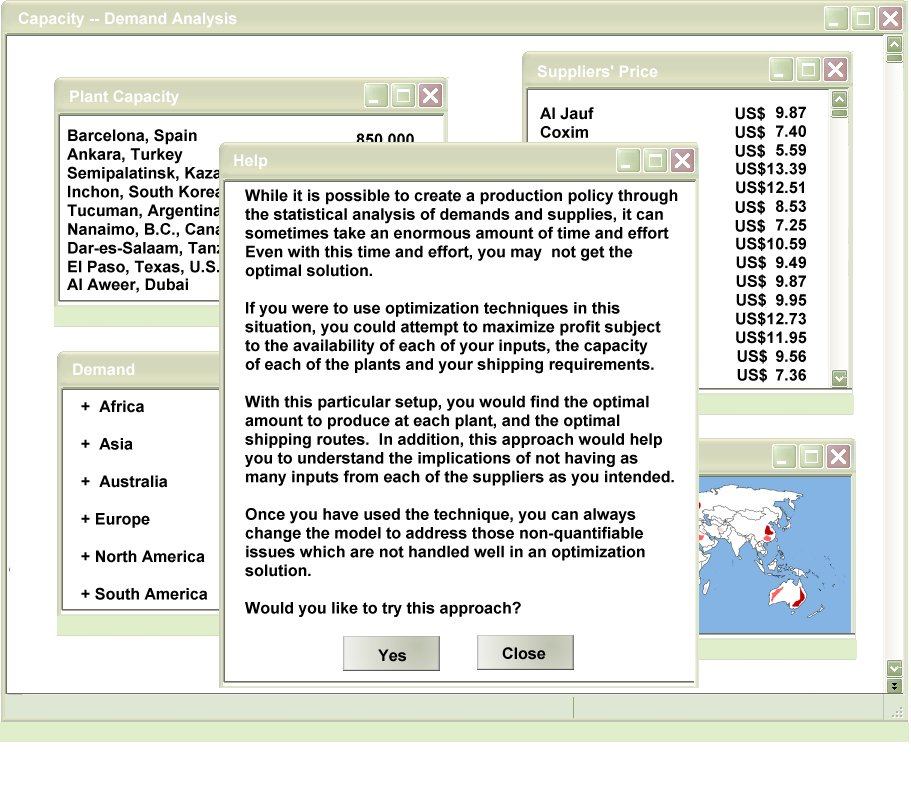 Capacity -- Demand Analysis
Plant Capacity
Barcelona, Spain 850,000
Ankara, Turkey
Semipalatinsk, Kaza
Inchon, South Korea
Tucuman, Argentina
Nanaimo, B.C., Cana
Dar-es-Salaam, Tanz
El Paso, Texas, U.S.
Al Aweer, Dubai
Suppliers' Price
Al Jauf US$ 9.87
Coxim US$ 7.40
US$ 5.59
US$13.39
US$12.51
US$ 8.53
US$ 7.25
US$10.59
US$ 9.49
US$ 9.87
US$ 9.95
US$12.73
US$11.95
US$ 9.56
US$ 7.36
Demand
+ Africa
+ Asia
+ Australia
+ Europe
+ North America
+ South America
Help
While it is possible to create a production policy through
the statistical analysis of demands and supplies, it can
sometimes take an enormous amount of time and effort
Even with this time and effort, you may not get the
optimal solution.
If you were to use optimization techniques in this
situation, you could attempt to maximize profit subject
to the availability of each of your inputs, the capacity
of each of the plants and your shipping requirements.
With this particular setup, you would find the optimal
amount to produce at each plant, and the optimal
shipping routes. In addition, this approach would help
you to understand the implications of not having as
many inputs from each of the suppliers as you intended.
Once you have used the technique, you can always
change the model to address those non-quantifiable
issues which are not handled well in an optimization
solution.
Would you like to try this approach?
Yes
Close